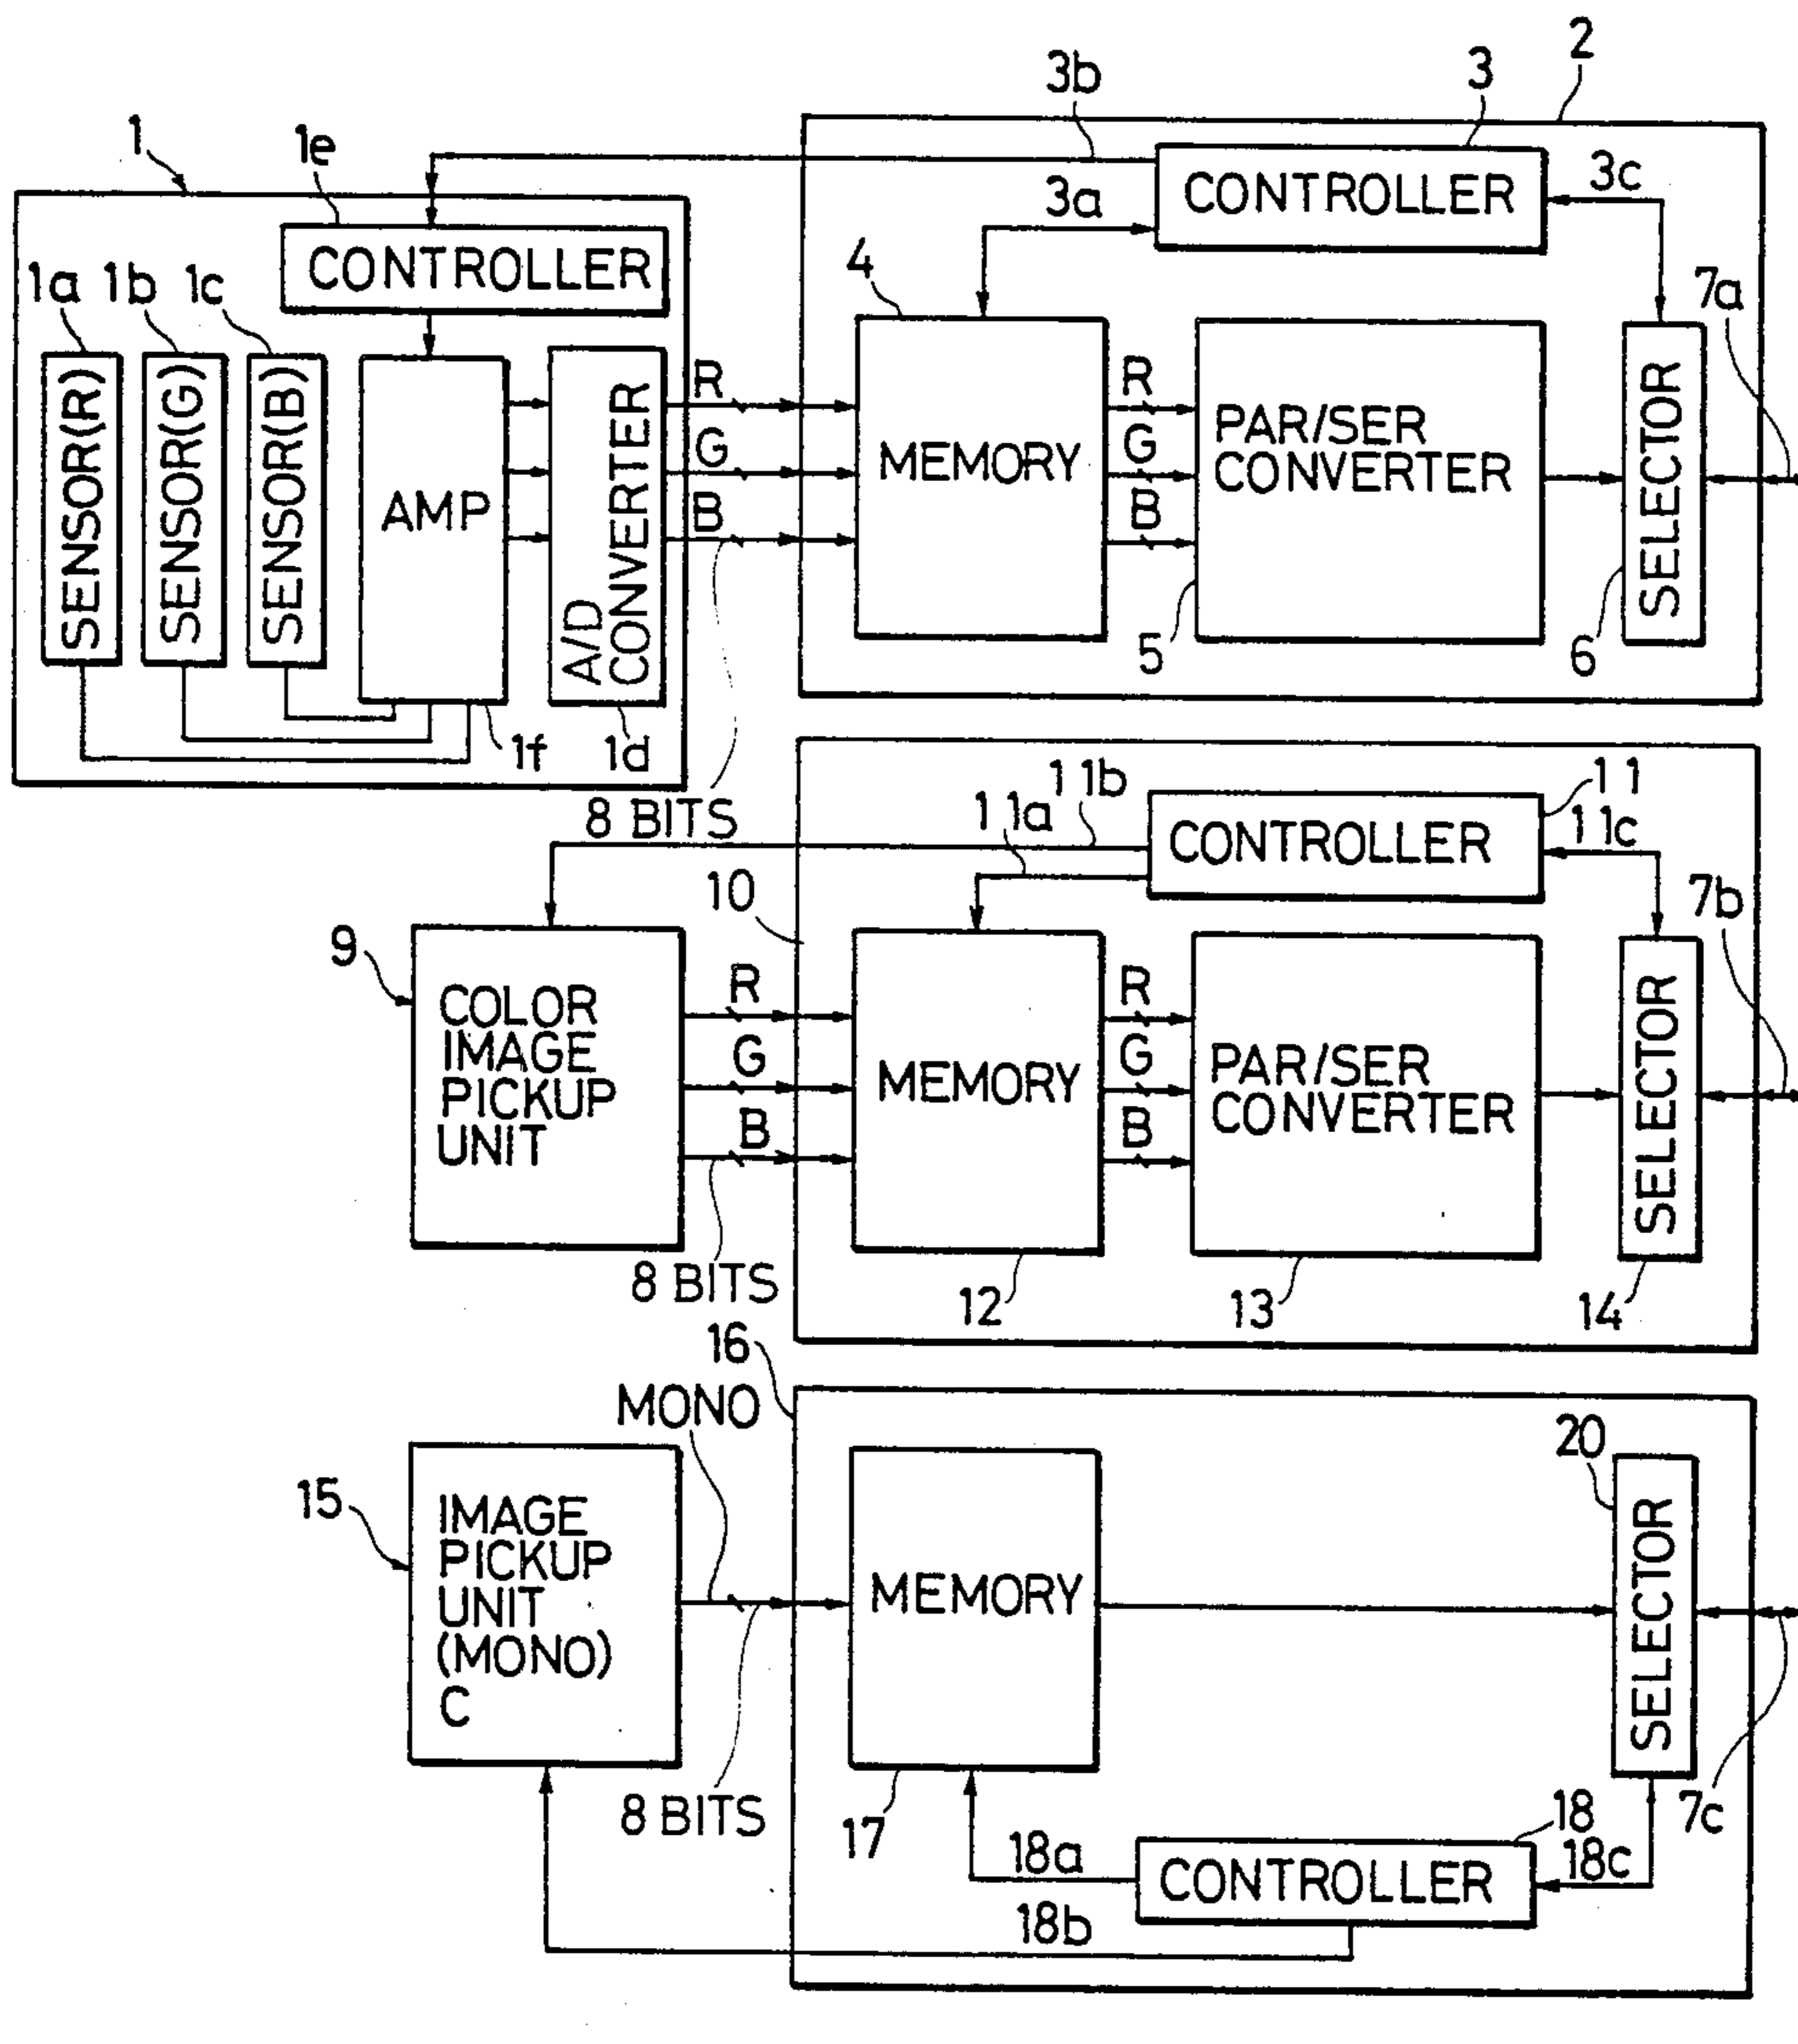 2
3b
3
1
1e
3c
3a
CONTROLLER
CONTROLLER
4
7a
1a
1b
1c
SENSOR(R)
SENSOR(G)
SENSOR(B)
AMP
A/D
CONVERTER
R
G
B
MEMORY
R
G
B
PAR/SER
CONVERTER
SELECTOR
5
6
1f
1d
8 BITS
11b
11a
11
11c
CONTROLLER
10
7b
9
COLOR
IMAGE
PICKUP
UNIT
R
G
B
MEMORY
R
G
B
PAR/SER
CONVERTER
SELECTOR
8 BITS
12
13
14
16
MONO
20
15
IMAGE
PICKUP
UNIT
(MONO)
C
MEMORY
SELECTOR
8 BITS
17
7c
18
18a
18c
CONTROLLER
18b